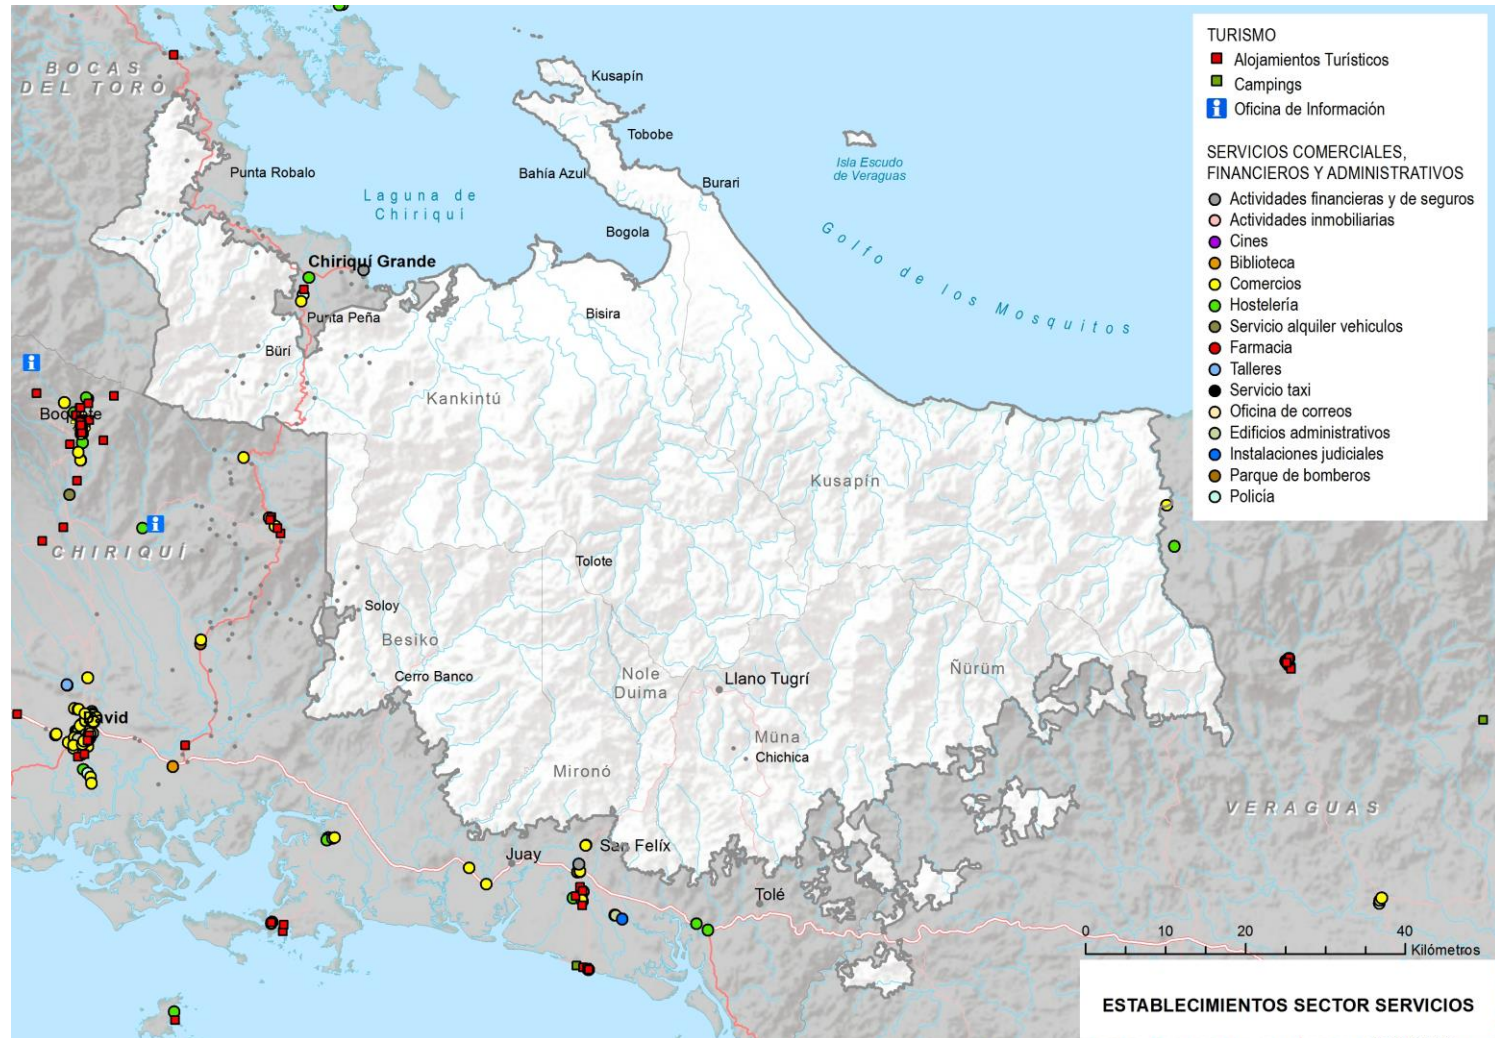 BOCAS
DEL TORO
Kusapín
Tobobe
Bahía Azul
Burari
Isla Escudo
de Veraguas
Punta Robalo
Laguna de
Chiriquí
Bogola
Golfo de los Mosquitos
Chiriquí Grande
Punta Peña
Bisira
Bürí
Kankintú
Boquete
Kusapín
CHIRIQUÍ
Tolote
Soloy
Besiko
Cerro Banco
Nole
Duima
Llano Tugrí
Ñürüm
David
Müna
Chichica
Mironó
VERAGUAS
Juay
San Felíx
Tolé
TURISMO
Alojamientos Turísticos
Campings
i Oficina de Información
SERVICIOS COMERCIALES,
FINANCIEROS Y ADMINISTRATIVOS
Actividades financieras y de seguros
Actividades inmobiliarias
Cines
Biblioteca
Comercios
Hostelería
Servicio alquiler vehiculos
Farmacia
Talleres
Servicio taxi
Oficina de correos
Edificios administrativos
Instalaciones judiciales
Parque de bomberos
Policía
0 10 20 40
Kilómetros
ESTABLECIMIENTOS SECTOR SERVICIOS